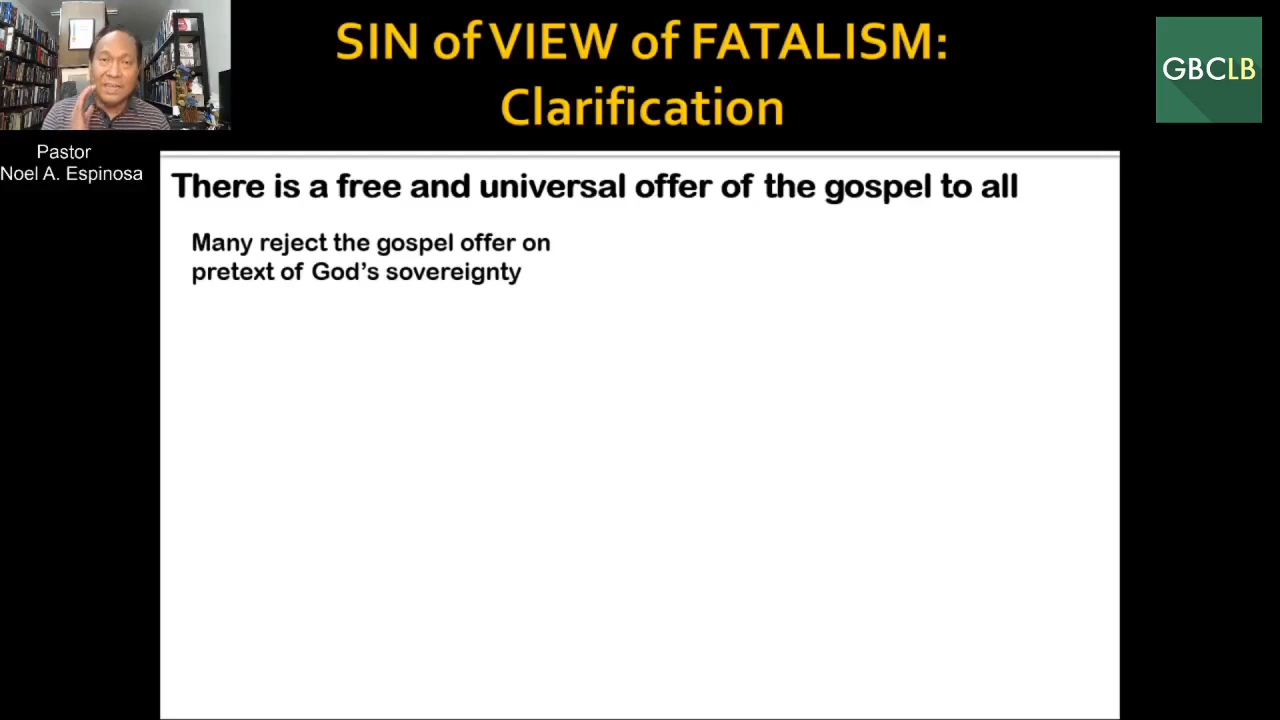 SIN of VIEW of FATALISM:
Clarification
GBCLB
Pastor
Noel A. Espinosa
There is a free and universal offer of the gospel to all
Many reject the gospel offer on
pretext of God's sovereignty